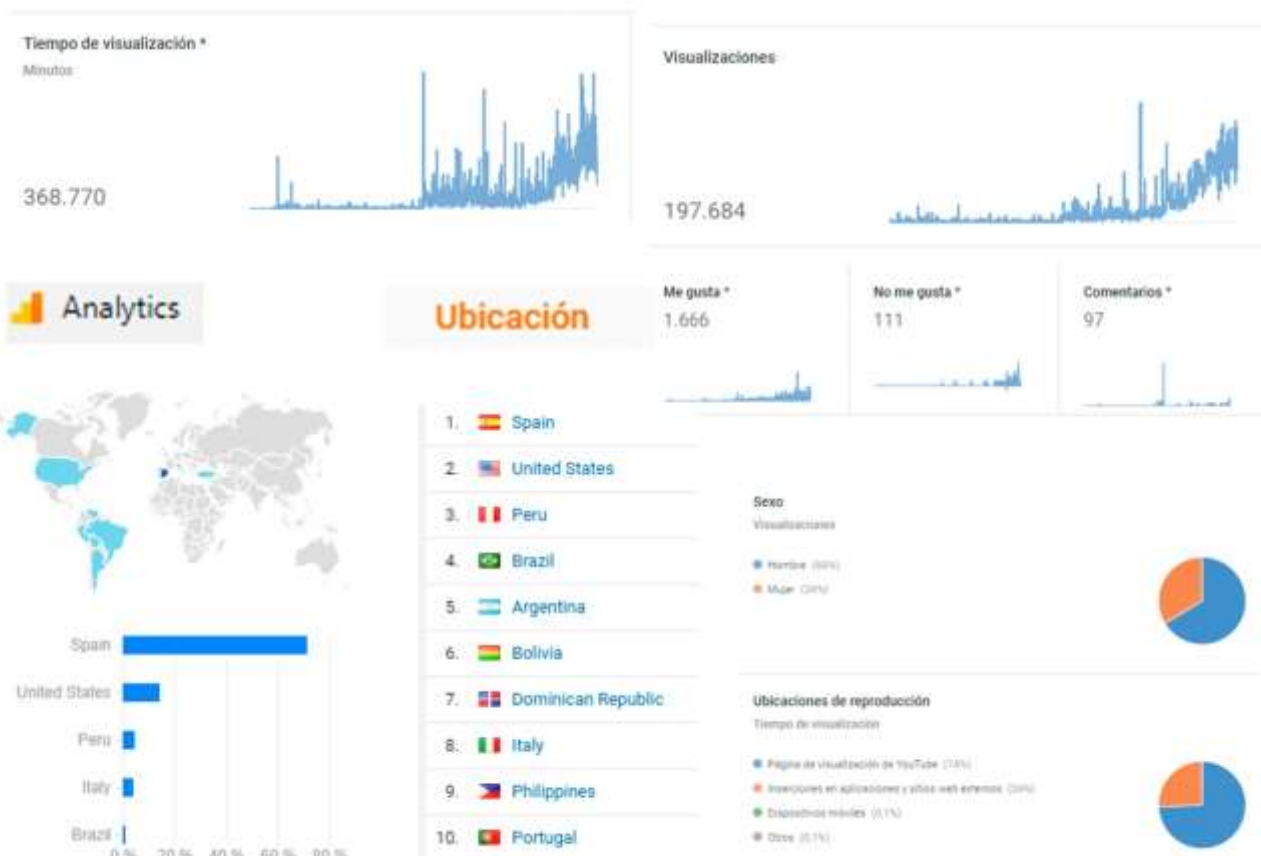 Tiempo de visualización *
Minutos
368.770
Visualizaciones
197.684
Analytics
Ubicación
Me gusta *
1.666
No me gusta *
111
Comentarios *
97
1. Spain
2. United States
3. Peru
4. Brazil
5. Argentina
6. Bolivia
7. Dominican Republic
8. Italy
9. Philippines
10. Portugal
Spain
United States
Peru
Italy
Brazil
0 % 20 % 40 % 60 % 80 %
Sexo
Visualizaciones
Hombre
Mujer
Ubicaciones de reproducción
Tiempo de visualización
Página de visualización de YouTube
Inserciones en aplicaciones y sitios web externos
Dispositivos móviles (0,1%)
Otros (0,1%)